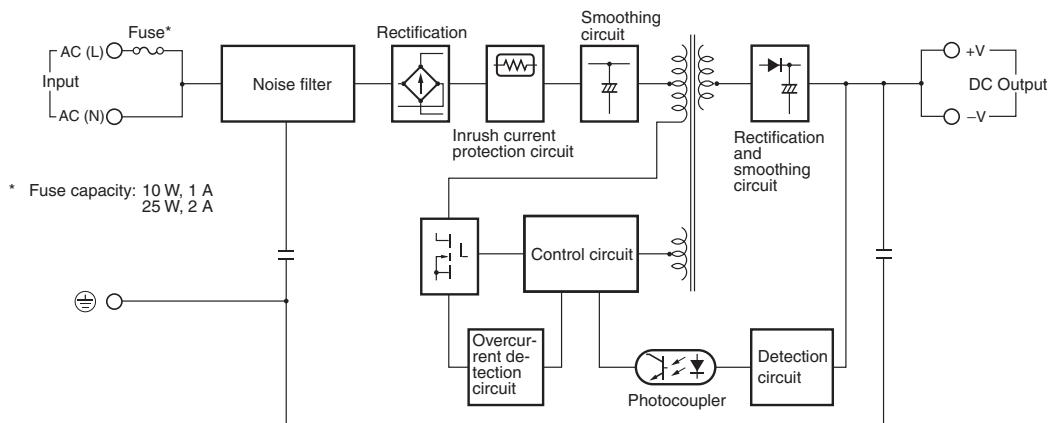 AC (L)
Fuse*
Input
AC (N)
Noise filter
Rectification
Inrush current
protection circuit
Smoothing
circuit
Rectification
and
smoothing
circuit
+V
DC Output
–V
* Fuse capacity: 10 W, 1 A
25 W, 2 A
Control circuit
Overcur-
rent de-
tection
circuit
Photocoupler
Detection
circuit